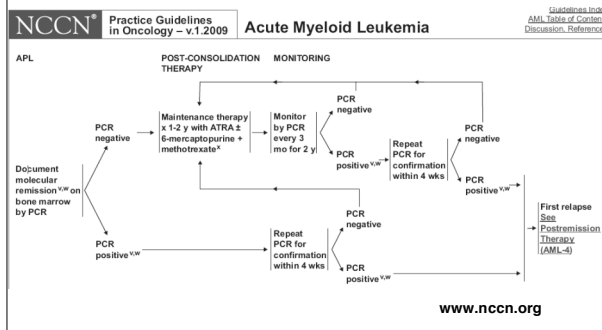 NCCN®
Practice Guidelines
in Oncology – v.1.2009
Acute Myeloid Leukemia
Guidelines Inde
AML Table of Content
Discussion, Reference
APL
POST-CONSOLIDATION
THERAPY
MONITORING
Document
molecular
remission v,w on
bone marrow
by PCR
PCR
negative
Maintenance therapy
x 1-2 y with ATRA ±
6-mercaptopurine +
methotrexate x
Monitor
by PCR
every 3
mo for 2 y
PCR
negative
PCR
positive v,w
Repeat
PCR for
confirmation
within 4 wks
PCR
negative
PCR
positive v,w
PCR
positive v,w
Repeat
PCR for
confirmation
within 4 wks
PCR
negative
PCR
positive v,w
First relapse
See
Postremission
Therapy
(AML-4)
www.nccn.org